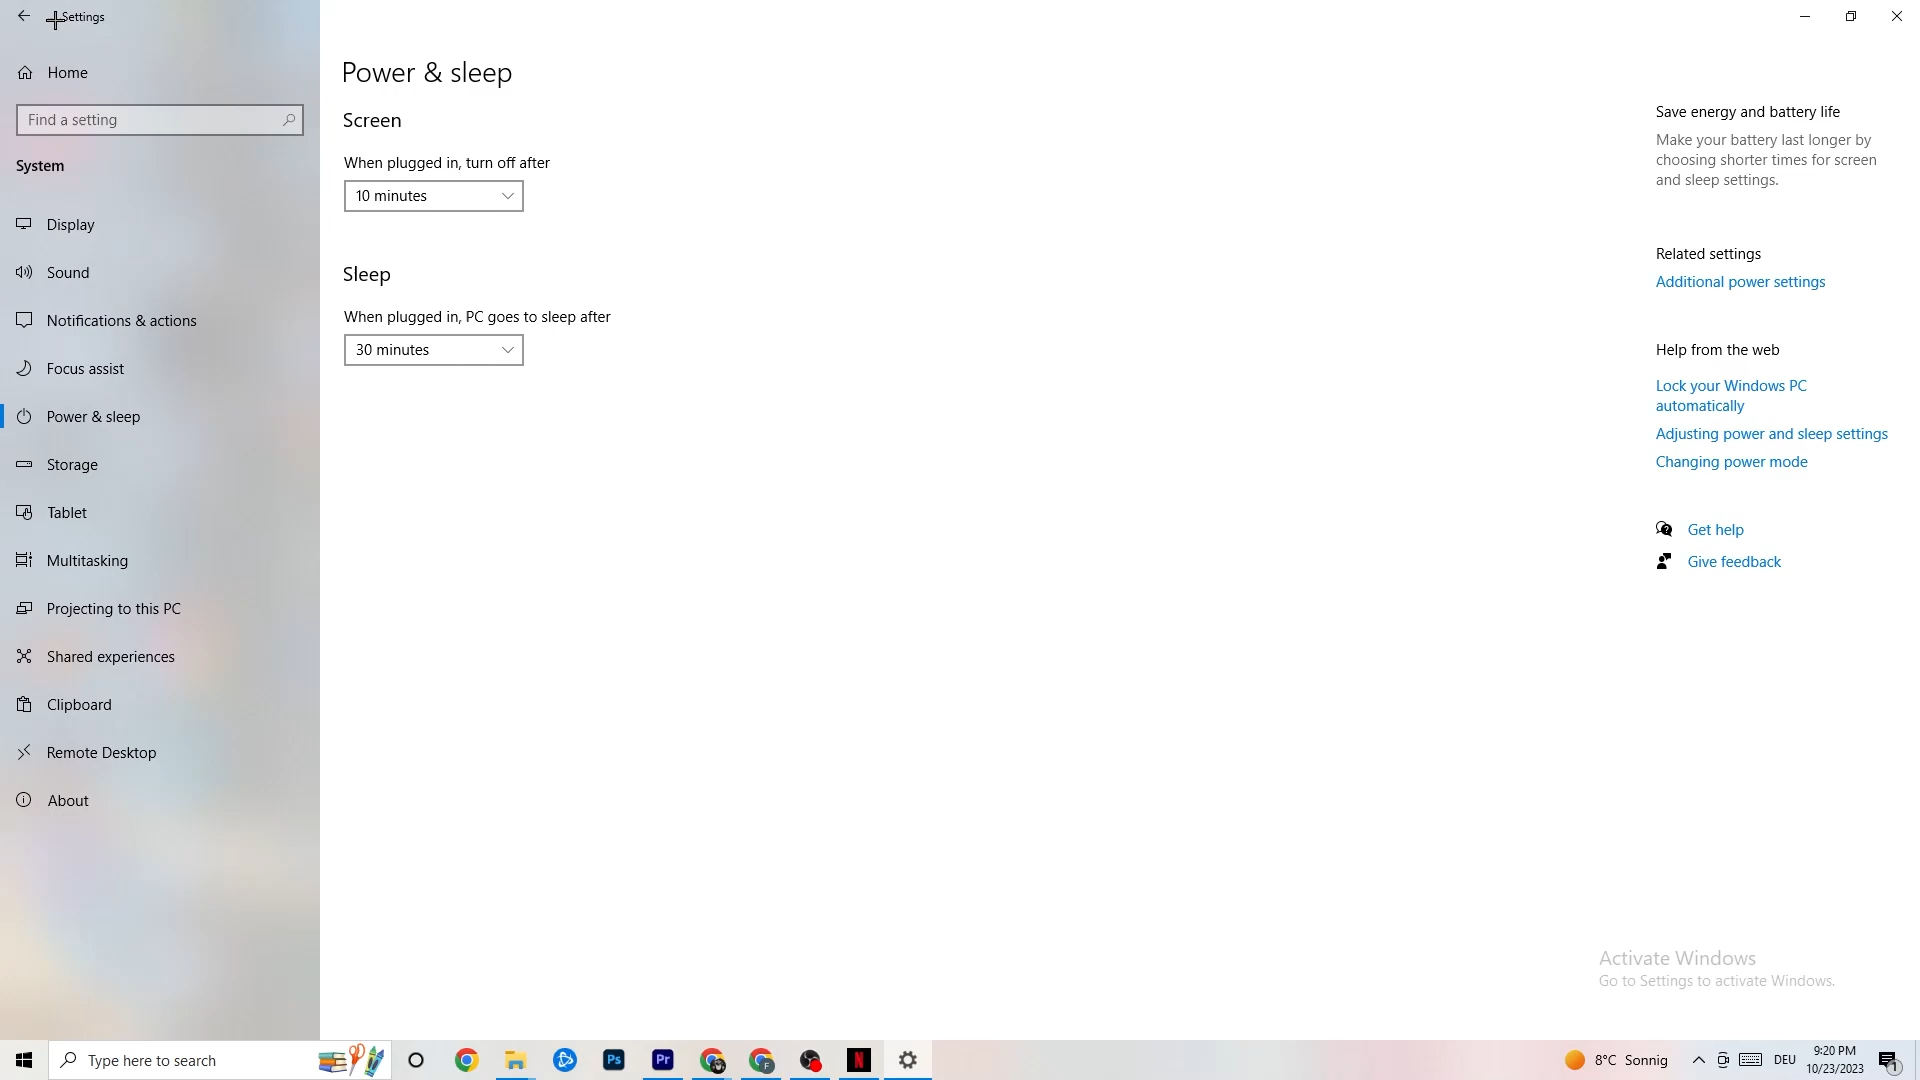 Settings
Home
Find a setting
System
Display
Sound
Notifications & actions
Focus assist
Power & sleep
Storage
Tablet
Multitasking
Projecting to this PC
Shared experiences
Clipboard
Remote Desktop
About
Power & sleep
Screen
When plugged in, turn off after
10 minutes
Sleep
When plugged in, PC goes to sleep after
30 minutes
Save energy and battery life
Make your battery last longer by
choosing shorter times for screen
and sleep settings.
Related settings
Additional power settings
Help from the web
Lock your Windows PC
automatically
Adjusting power and sleep settings
Changing power mode
Get help
Give feedback
Activate Windows
Go to Settings to activate Windows.
Type here to search
Ps
Pr
F
N
8°C Sonnig
DEU
9:20 PM
10/23/2023
1